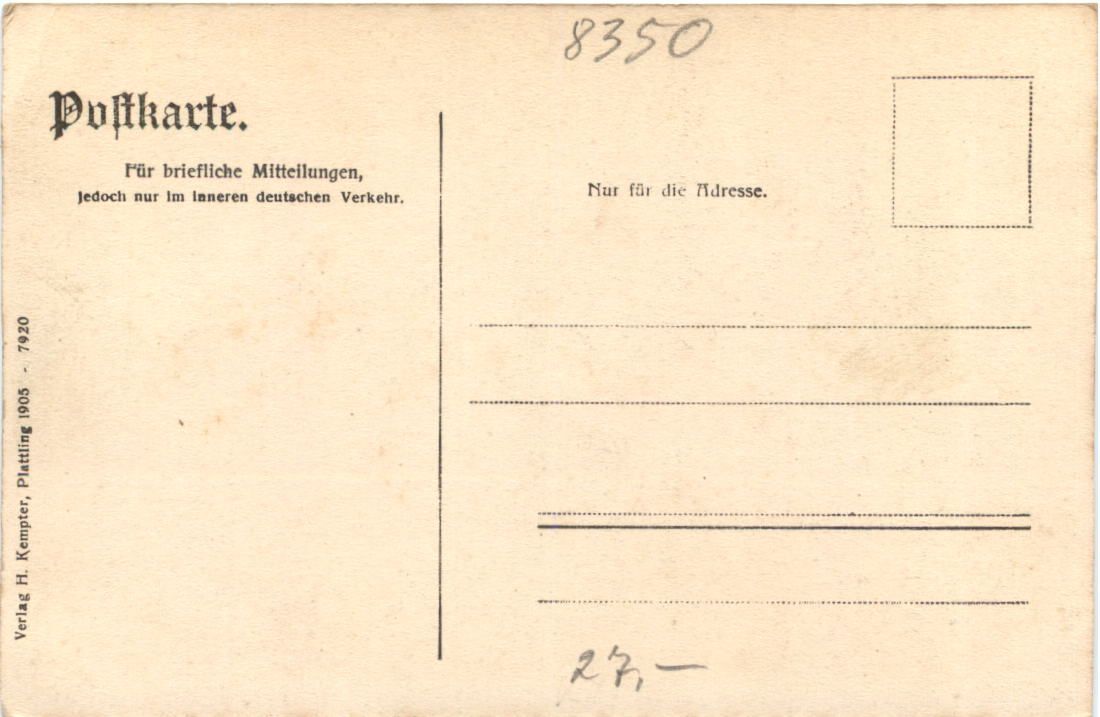 8350
Postkarte.
Für briefliche Mitteilungen,
jedoch nur im inneren deutschen Verkehr.
Nur für die Adresse.
Verlag H. Kempter, Plattling 1905 - 7920
27,—